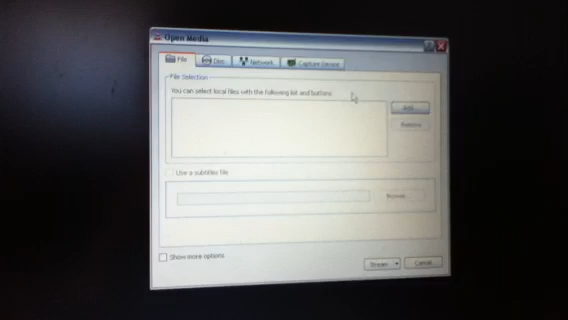 Open Media
File Disc Network Capture Device
File Selection
You can select local files with the following list and buttons:
Add...
Remove
Use a subtitles file
Browse...
Show more options
Stream Cancel